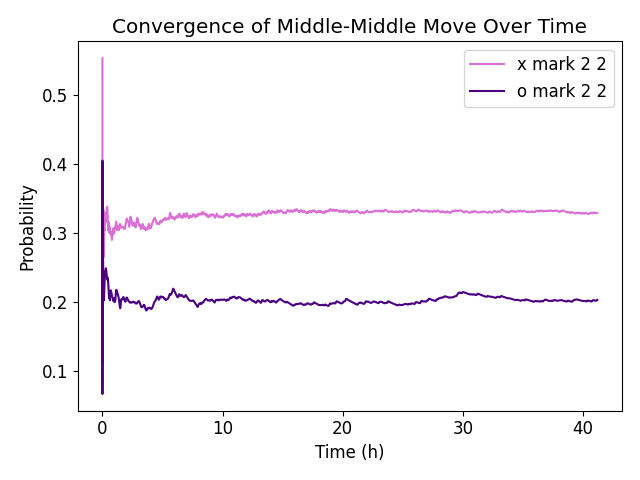 Convergence of Middle-Middle Move Over Time
x mark 2 2
o mark 2 2
Probability
0.5
0.4
0.3
0.2
0.1
0 10 20 30 40
Time (h)